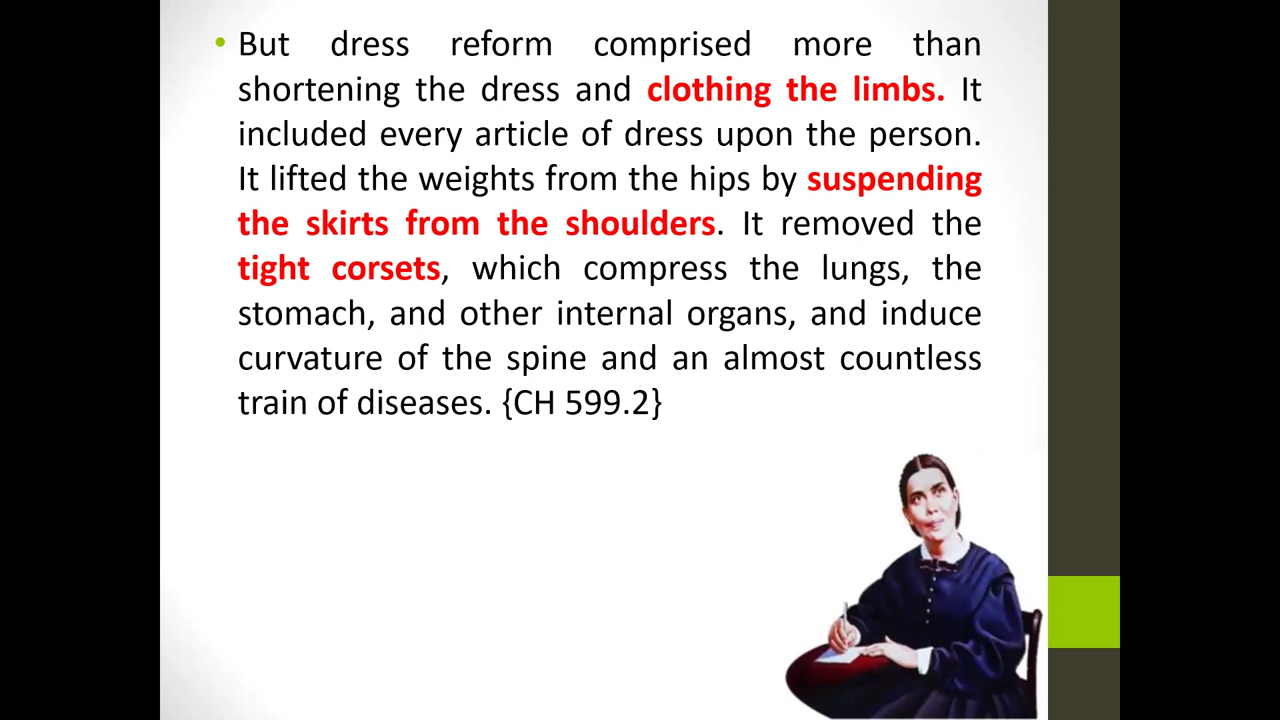 • But dress reform comprised more than
shortening the dress and clothing the limbs. It
included every article of dress upon the person.
It lifted the weights from the hips by suspending
the skirts from the shoulders. It removed the
tight corsets, which compress the lungs, the
stomach, and other internal organs, and induce
curvature of the spine and an almost countless
train of diseases. {CH 599.2}